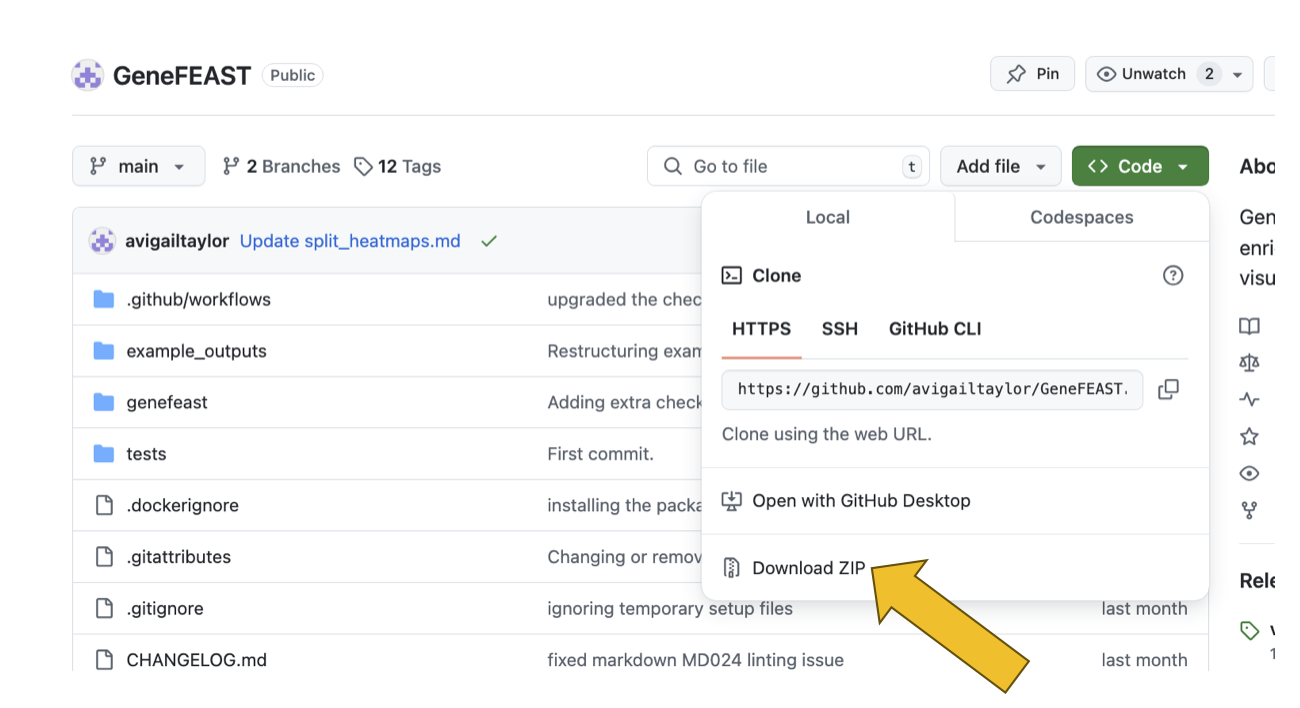 GeneFEAST Public Pin Unwatch 2
main 2 Branches 12 Tags Go to file t Add file Code
Abo
Local Codespaces
Gen
enri
visu
avigailtaylor Update split_heatmaps.md
Clone
.github/workflows upgraded the chec
HTTPS SSH GitHub CLI
example_outputs Restructuring exam
https://github.com/avigailtaylor/GeneFEAST.
genefeast Adding extra check
Clone using the web URL.
tests First commit.
.dockerignore installing the packa
Open with GitHub Desktop
.gitattributes Changing or remov
Download ZIP
Rele
.gitignore ignoring temporary setup files last month
CHANGELOG.md fixed markdown MD024 linting issue last month